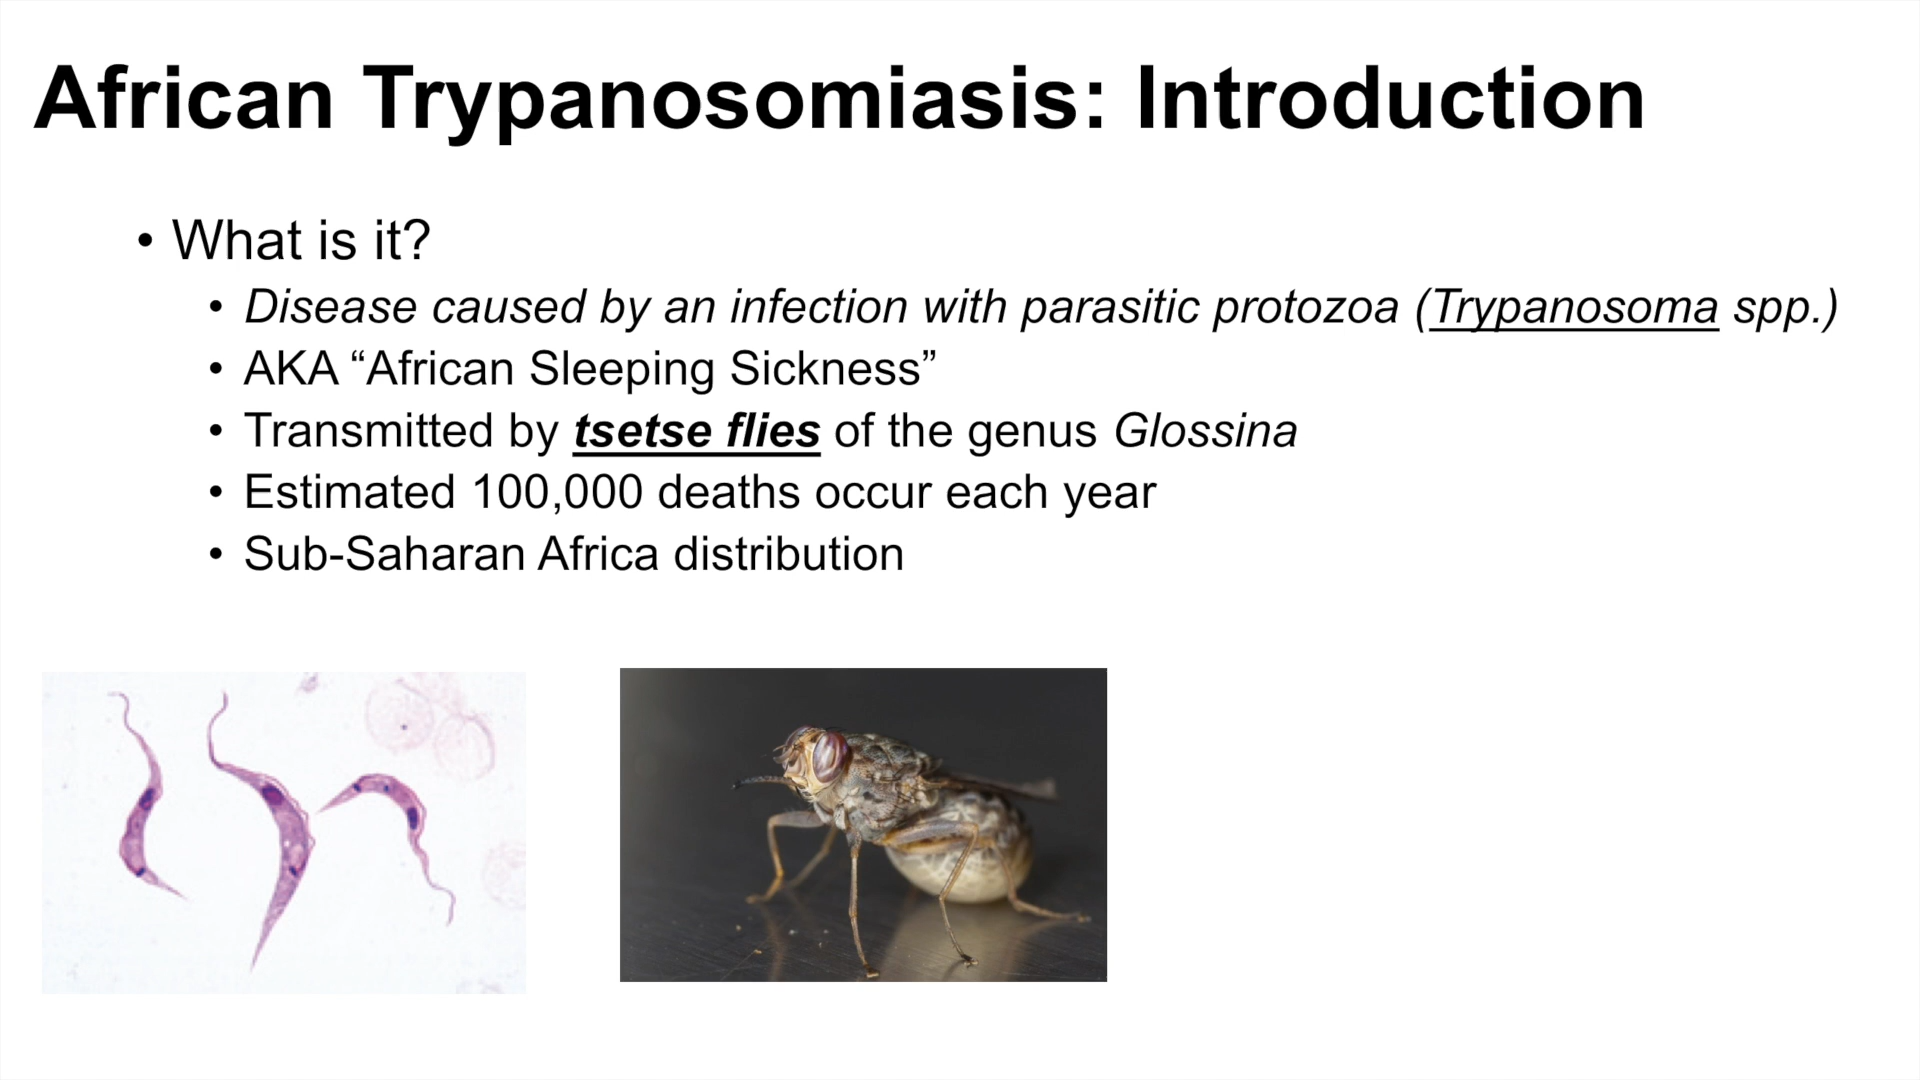 African Trypanosomiasis: Introduction
• What is it?
• Disease caused by an infection with parasitic protozoa (Trypanosoma spp.)
• AKA “African Sleeping Sickness”
• Transmitted by tsetse flies of the genus Glossina
• Estimated 100,000 deaths occur each year
• Sub-Saharan Africa distribution